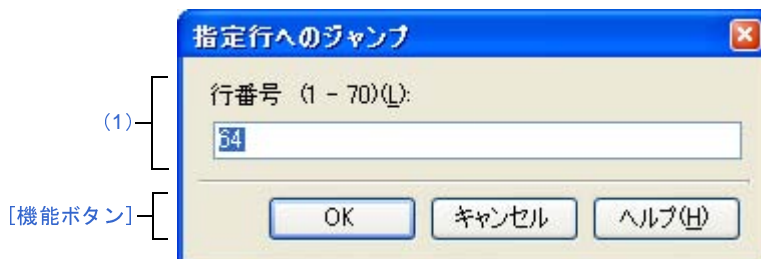 指定行へのジャンプ
行番号 (1 - 70)(L):
(1)
64
[機能ボタン]
OK
キャンセル
ヘルプ(H)